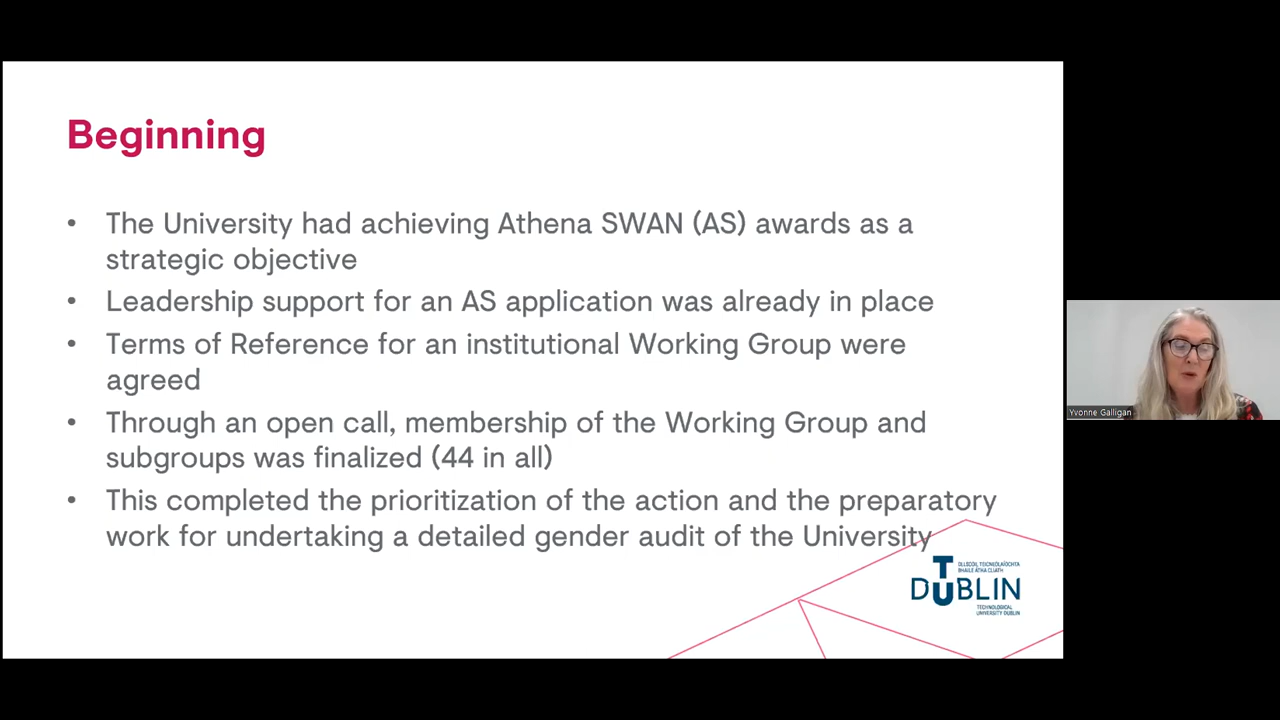 Beginning
• The University had achieving Athena SWAN (AS) awards as a
strategic objective
• Leadership support for an AS application was already in place
• Terms of Reference for an institutional Working Group were
agreed
• Through an open call, membership of the Working Group and
subgroups was finalized (44 in all)
• This completed the prioritization of the action and the preparatory
work for undertaking a detailed gender audit of the University
OLLSCOIL TEICNEOLAÍOCHTA
BHAILE ÁTHA CLIATH
TU DUBLIN
TECHNOLOGICAL
UNIVERSITY DUBLIN
Yvonne Galligan